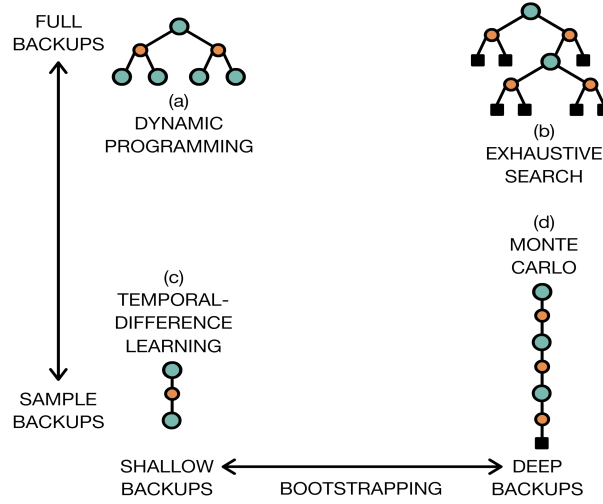 FULL
BACKUPS
(a)
DYNAMIC
PROGRAMMING
(b)
EXHAUSTIVE
SEARCH
(c)
TEMPORAL-
DIFFERENCE
LEARNING
(d)
MONTE
CARLO
SAMPLE
BACKUPS
SHALLOW
BACKUPS
BOOTSTRAPPING
DEEP
BACKUPS